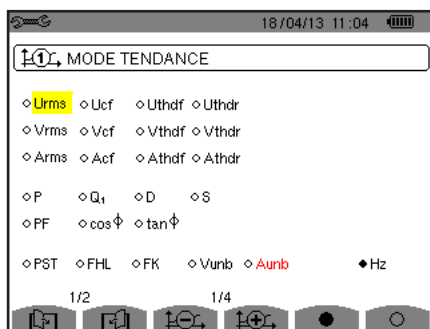 18/04/13 11:04
1 MODE TENDANCE
Urms Ucf Uthdf Uthdr
Vrms Vcf Vthdf Vthdr
Arms Acf Athdf Athdr
P Q₁ D S
PF cosΦ tanΦ
PST FHL FK Vunb Aunb Hz
1/2 1/4